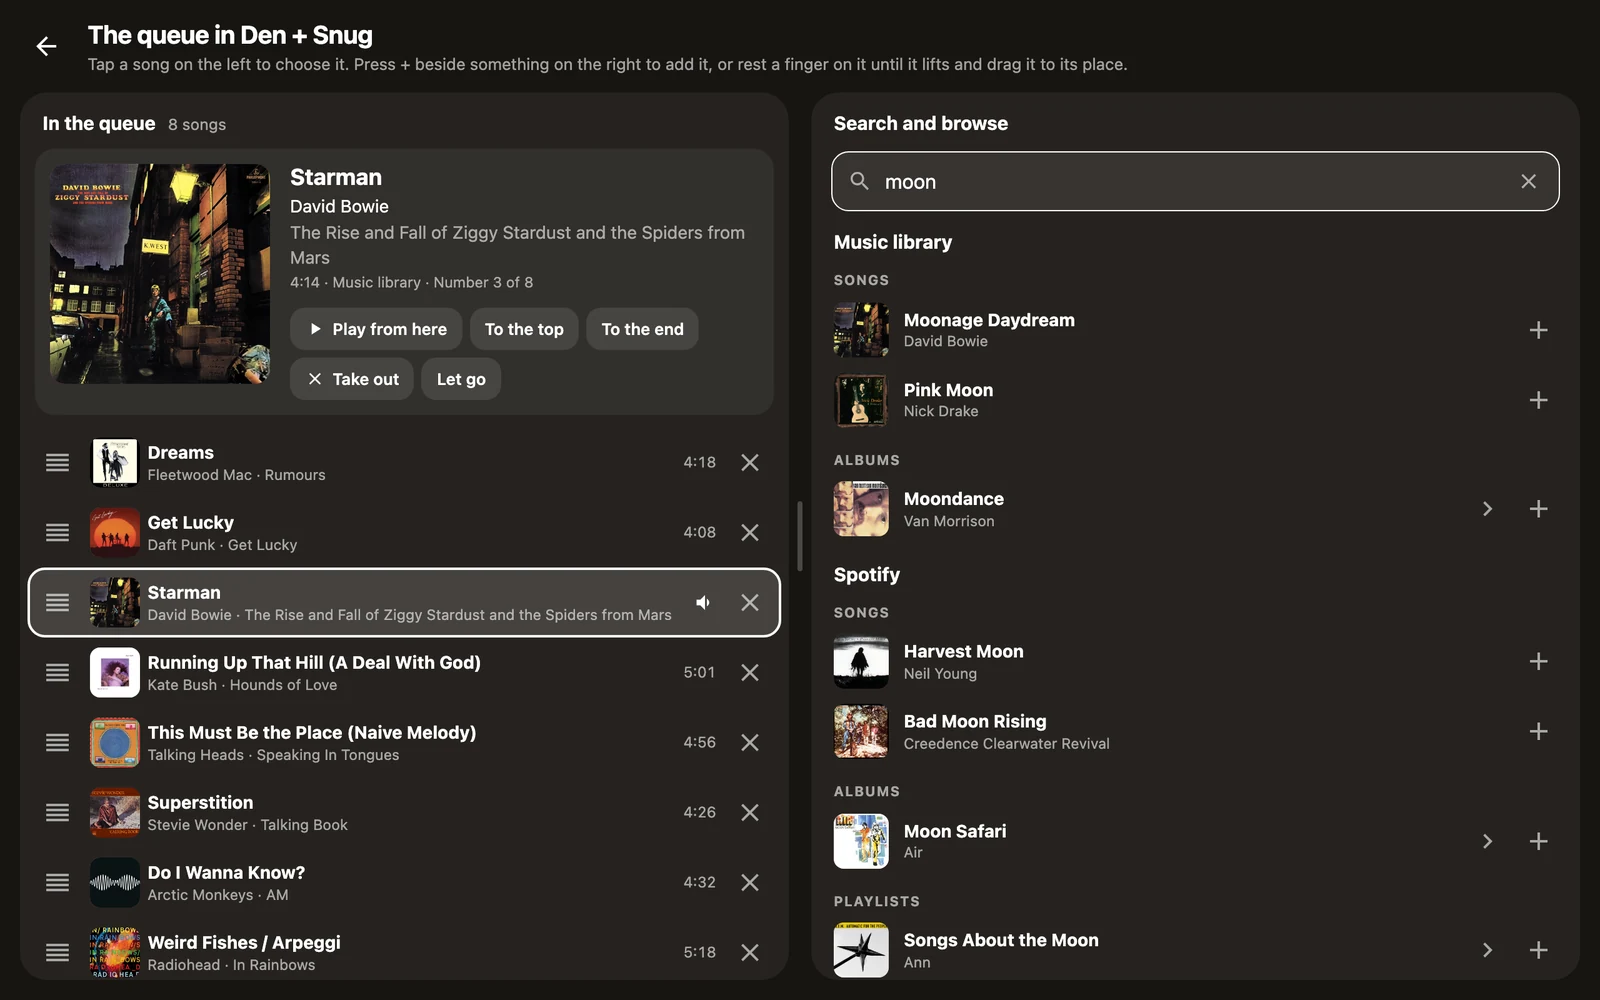 The queue in Den + Snug
Tap a song on the left to choose it. Press + beside something on the right to add it, or rest a finger on it until it lifts and drag it to its place.
In the queue 8 songs
DAVID BOWIE
ZIGGY STARDUST
K.WEST
Starman
David Bowie
The Rise and Fall of Ziggy Stardust and the Spiders from
Mars
4:14 · Music library · Number 3 of 8
Play from here
To the top
To the end
Take out
Let go
Dreams
Fleetwood Mac · Rumours
4:18
Get Lucky
Daft Punk · Get Lucky
4:08
Starman
David Bowie · The Rise and Fall of Ziggy Stardust and the Spiders from Mars
Running Up That Hill (A Deal With God)
Kate Bush · Hounds of Love
5:01
This Must Be the Place (Naive Melody)
Talking Heads · Speaking In Tongues
4:56
Superstition
Stevie Wonder · Talking Book
4:26
Do I Wanna Know?
Arctic Monkeys · AM
4:32
Weird Fishes / Arpeggi
Radiohead · In Rainbows
5:18
Search and browse
moon
Music library
SONGS
Moonage Daydream
David Bowie
Pink Moon
Nick Drake
ALBUMS
Moondance
Van Morrison
Spotify
SONGS
Harvest Moon
Neil Young
Bad Moon Rising
Creedence Clearwater Revival
ALBUMS
Moon Safari
Air
PLAYLISTS
Songs About the Moon
Ann